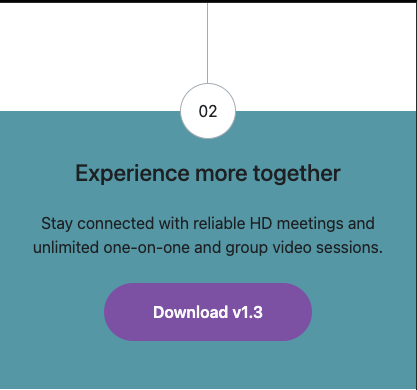 02
Experience more together
Stay connected with reliable HD meetings and
unlimited one-on-one and group video sessions.
Download v1.3